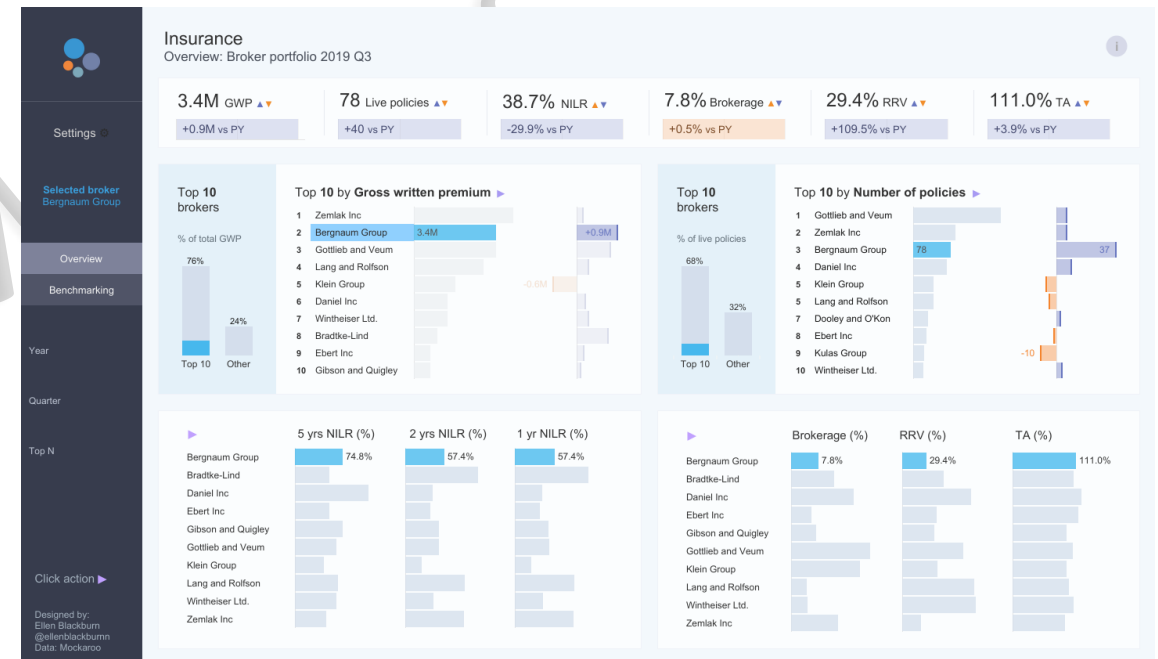 Insurance
Overview: Broker portfolio 2019 Q3
i
Settings
Selected broker
Bergnaum Group
Overview
Benchmarking
Year
Quarter
Top N
Click action
Designed by:
Ellen Blackburn
@ellenblackburnn
Data: Mockaroo
3.4M GWP
+0.9M vs PY
78 Live policies
+40 vs PY
38.7% NILR
-29.9% vs PY
7.8% Brokerage
+0.5% vs PY
29.4% RRV
+109.5% vs PY
111.0% TA
+3.9% vs PY
Top 10
brokers
% of total GWP
76%
24%
Top 10 Other
Top 10 by Gross written premium
1 Zemlak Inc
2 Bergnaum Group 3.4M +0.9M
3 Gottlieb and Veum
4 Lang and Rolfson
5 Klein Group -0.6M
6 Daniel Inc
7 Wintheiser Ltd.
8 Bradtke-Lind
9 Ebert Inc
10 Gibson and Quigley
Top 10
brokers
% of live policies
68%
32%
Top 10 Other
Top 10 by Number of policies
1 Gottlieb and Veum
2 Zemlak Inc
3 Bergnaum Group 78 37
4 Daniel Inc
5 Klein Group
5 Lang and Rolfson
7 Dooley and O'Kon
8 Ebert Inc
9 Kulas Group -10
10 Wintheiser Ltd.
5 yrs NILR (%) 2 yrs NILR (%) 1 yr NILR (%)
Bergnaum Group 74.8% 57.4% 57.4%
Bradtke-Lind
Daniel Inc
Ebert Inc
Gibson and Quigley
Gottlieb and Veum
Klein Group
Lang and Rolfson
Wintheiser Ltd.
Zemlak Inc
Brokerage (%) RRV (%) TA (%)
Bergnaum Group 7.8% 29.4% 111.0%
Bradtke-Lind
Daniel Inc
Ebert Inc
Gibson and Quigley
Gottlieb and Veum
Klein Group
Lang and Rolfson
Wintheiser Ltd.
Zemlak Inc